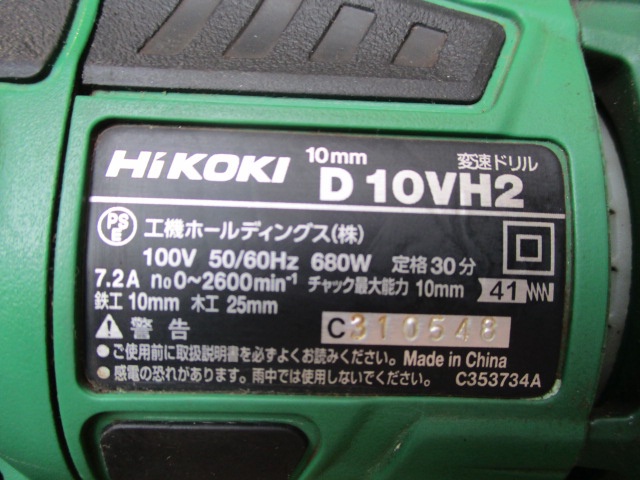 HiKOKI 10mm 変速ドリル
D 10VH2
PSE 工機ホールディングス(株)
100V 50/60Hz 680W 定格30分
7.2A no0~2600min-1 チャック最大能力 10mm 41
鉄工10mm 木工 25mm
警告 C310548
●ご使用前に取扱説明書を必ずよくお読みください。 Made in China
●感電の恐れがあります。雨中では使用しないでください。 C353734A